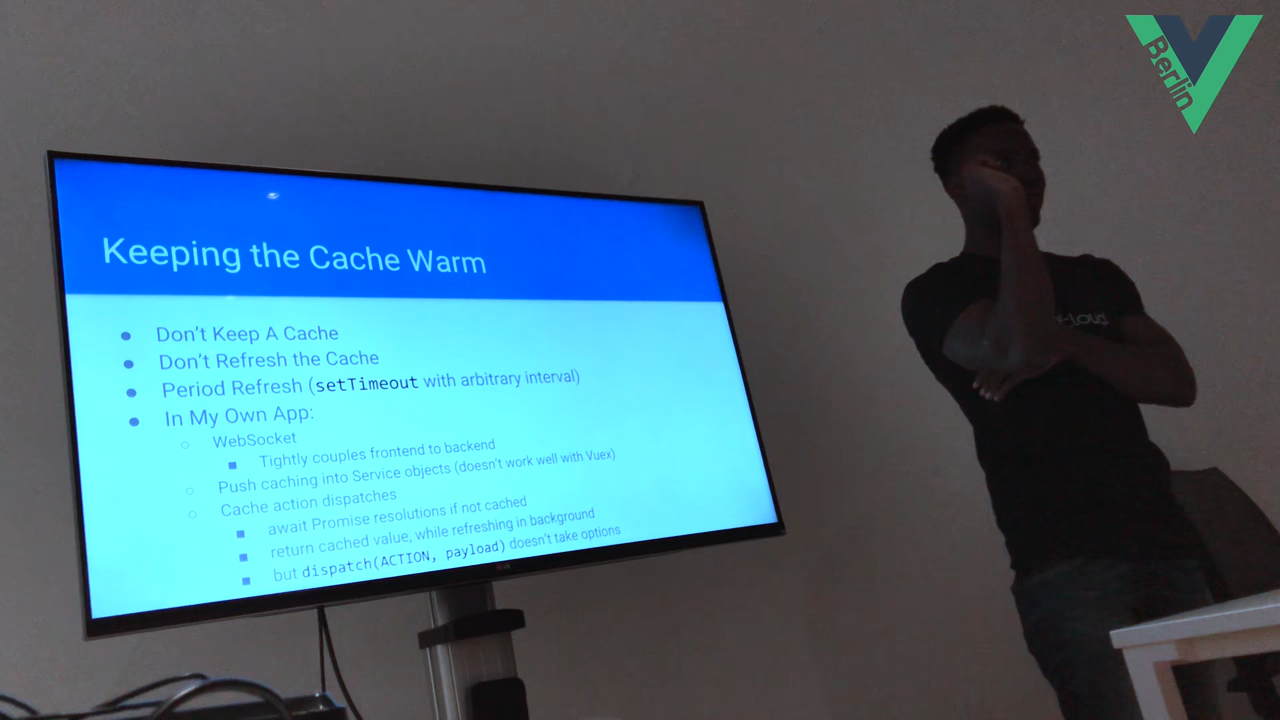 Berlin
Keeping the Cache Warm
Don't Keep A Cache
Don't Refresh the Cache
Period Refresh (setTimeout with arbitrary interval)
In My Own App:
WebSocket
Tightly couples frontend to backend
Push caching into Service objects (doesn't work well with Vuex)
Cache action dispatches
await Promise resolutions if not cached
return cached value, while refreshing in background
but dispatch(ACTION, payload) doesn't take options
LG